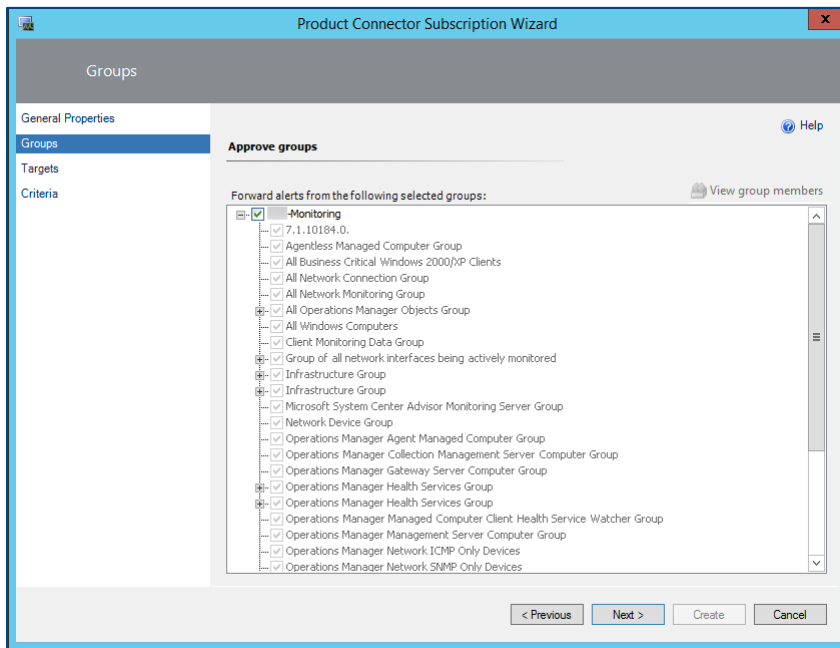 Product Connector Subscription Wizard
x
Groups
General Properties
Groups
Targets
Criteria
Help
Approve groups
Forward alerts from the following selected groups:
View group members
-Monitoring
7.1.10184.0.
Agentless Managed Computer Group
All Business Critical Windows 2000/XP Clients
All Network Connection Group
All Network Monitoring Group
All Operations Manager Objects Group
All Windows Computers
Client Monitoring Data Group
Group of all network interfaces being actively monitored
Infrastructure Group
Infrastructure Group
Microsoft System Center Advisor Monitoring Server Group
Network Device Group
Operations Manager Agent Managed Computer Group
Operations Manager Collection Management Server Computer Group
Operations Manager Gateway Server Computer Group
Operations Manager Health Services Group
Operations Manager Health Services Group
Operations Manager Managed Computer Client Health Service Watcher Group
Operations Manager Management Server Computer Group
Operations Manager Network ICMP Only Devices
Operations Manager Network SNMP Only Devices
< Previous
Next >
Create
Cancel